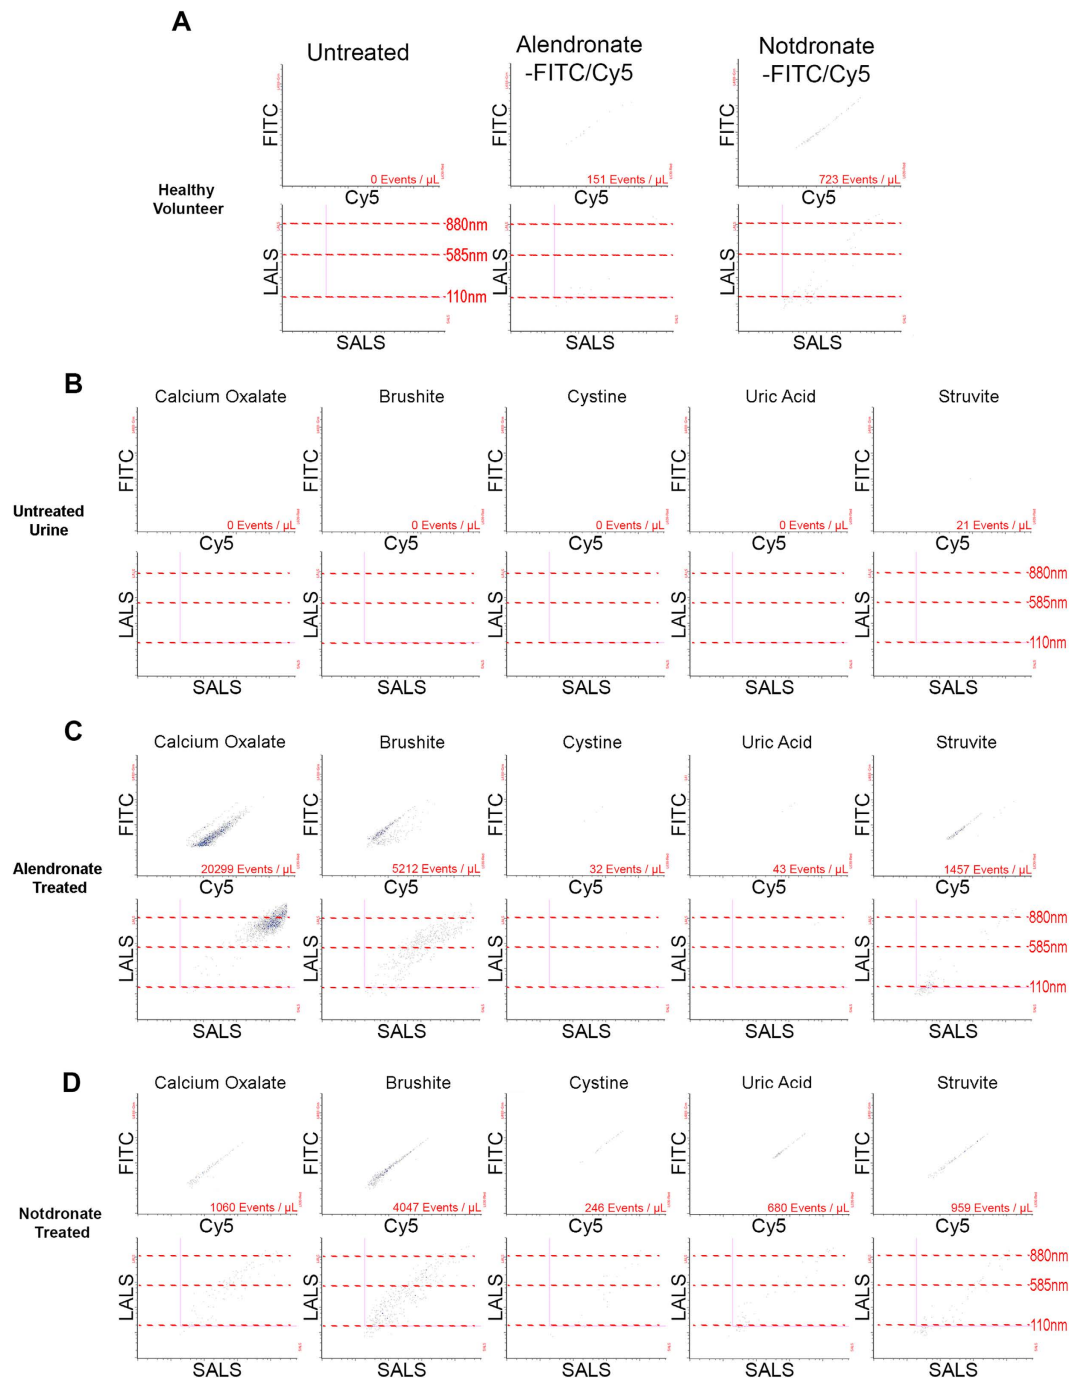 A
Untreated
Alendronate
-FITC/Cy5
Notdronate
-FITC/Cy5
Healthy
Volunteer
FITC
0 Events / µL
Cy5
FITC
151 Events / µL
Cy5
FITC
723 Events / µL
Cy5
LALS
880nm
585nm
110nm
SALS
LALS
SALS
LALS
SALS
B
Calcium Oxalate
Brushite
Cystine
Uric Acid
Struvite
Untreated
Urine
FITC
0 Events / µL
Cy5
FITC
0 Events / µL
Cy5
FITC
0 Events / µL
Cy5
FITC
0 Events / µL
Cy5
FITC
21 Events / µL
Cy5
LALS
SALS
LALS
SALS
LALS
SALS
LALS
SALS
LALS
880nm
585nm
110nm
SALS
C
Calcium Oxalate
Brushite
Cystine
Uric Acid
Struvite
Alendronate
Treated
FITC
20299 Events / µL
Cy5
FITC
5212 Events / µL
Cy5
FITC
32 Events / µL
Cy5
FITC
43 Events / µL
Cy5
FITC
1457 Events / µL
Cy5
LALS
SALS
LALS
SALS
LALS
SALS
LALS
SALS
LALS
880nm
585nm
110nm
SALS
D
Calcium Oxalate
Brushite
Cystine
Uric Acid
Struvite
Notdronate
Treated
FITC
1060 Events / µL
Cy5
FITC
4047 Events / µL
Cy5
FITC
246 Events / µL
Cy5
FITC
680 Events / µL
Cy5
FITC
959 Events / µL
Cy5
LALS
SALS
LALS
SALS
LALS
SALS
LALS
SALS
LALS
880nm
585nm
110nm
SALS